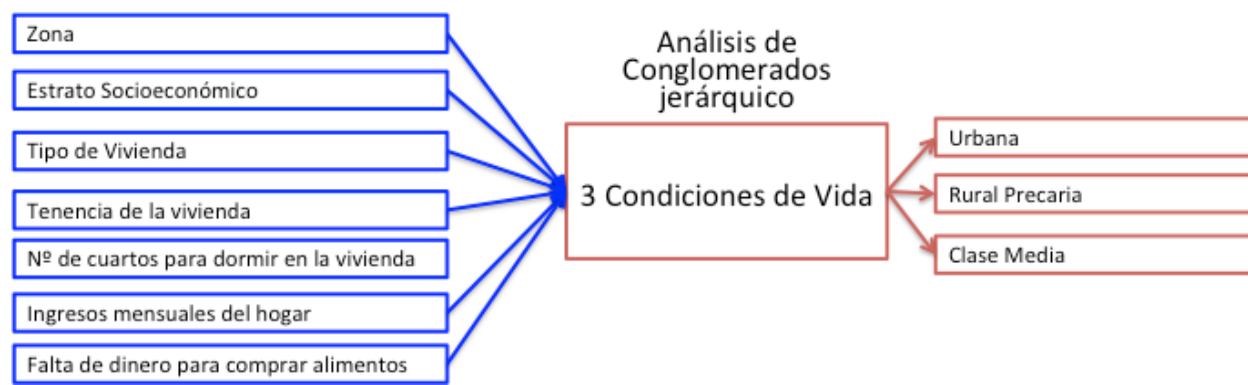 Zona
Estrato Socioeconómico
Tipo de Vivienda
Tenencia de la vivienda
Nº de cuartos para dormir en la vivienda
Ingresos mensuales del hogar
Falta de dinero para comprar alimentos
Análisis de
Conglomerados
jerárquico
3 Condiciones de Vida
Urbana
Rural Precaria
Clase Media